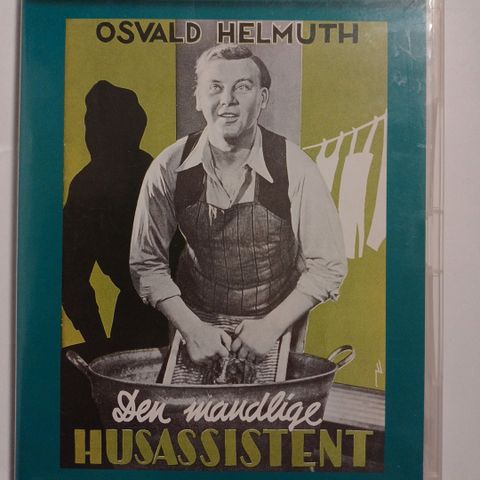 OSVALD HELMUTH
Den mandlige
HUSASSISTENT